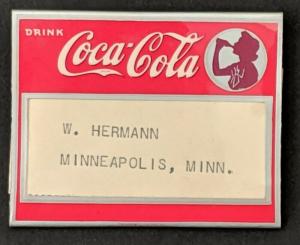 DRINK
Coca-Cola
W. HERMANN
MINNEAPOLIS, MINN.